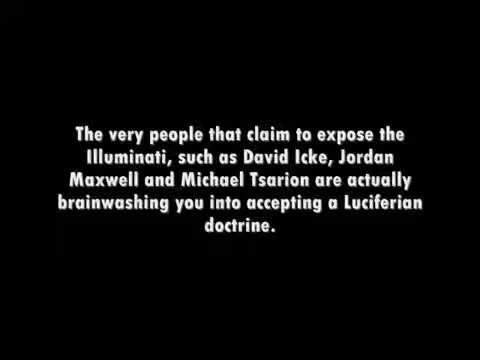 The very people that claim to expose the
Illuminati, such as David Icke, Jordan
Maxwell and Michael Tsarion are actually
brainwashing you into accepting a Luciferian
doctrine.